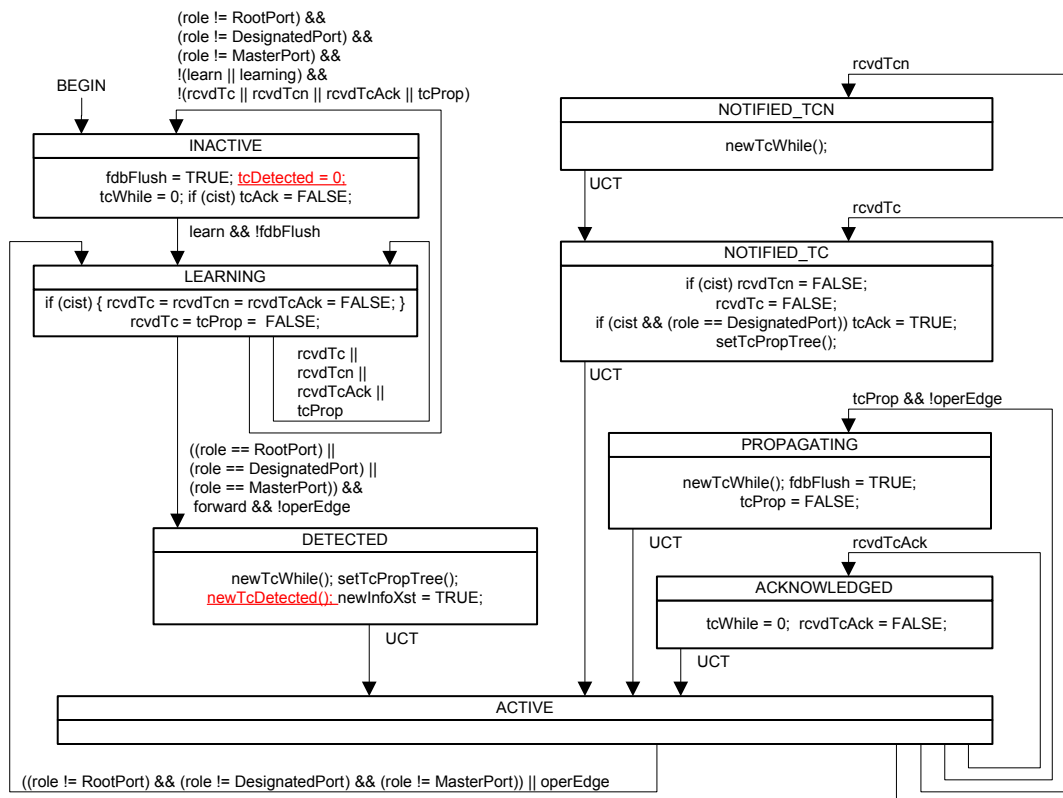 (role != RootPort) &&
(role != DesignatedPort) &&
(role != MasterPort) &&
!(learn || learning) &&
!(rcvdTc || rcvdTcn || rcvdTcAck || tcProp)
BEGIN
INACTIVE
fdbFlush = TRUE; tcDetected = 0;
tcWhile = 0; if (cist) tcAck = FALSE;
learn && !fdbFlush
LEARNING
if (cist) { rcvdTc = rcvdTcn = rcvdTcAck = FALSE; }
rcvdTc = tcProp = FALSE;
rcvdTc ||
rcvdTcn ||
rcvdTcAck ||
tcProp
((role == RootPort) ||
(role == DesignatedPort) ||
(role == MasterPort)) &&
forward && !operEdge
DETECTED
newTcWhile(); setTcPropTree();
newTcDetected(); newInfoXst = TRUE;
UCT
rcvdTcn
NOTIFIED_TCN
newTcWhile();
UCT
rcvdTc
NOTIFIED_TC
if (cist) rcvdTcn = FALSE;
rcvdTc = FALSE;
if (cist && (role == DesignatedPort)) tcAck = TRUE;
setTcPropTree();
UCT
tcProp && !operEdge
PROPAGATING
newTcWhile(); fdbFlush = TRUE;
tcProp = FALSE;
UCT
rcvdTcAck
ACKNOWLEDGED
tcWhile = 0; rcvdTcAck = FALSE;
UCT
ACTIVE
((role != RootPort) && (role != DesignatedPort) && (role != MasterPort)) || operEdge